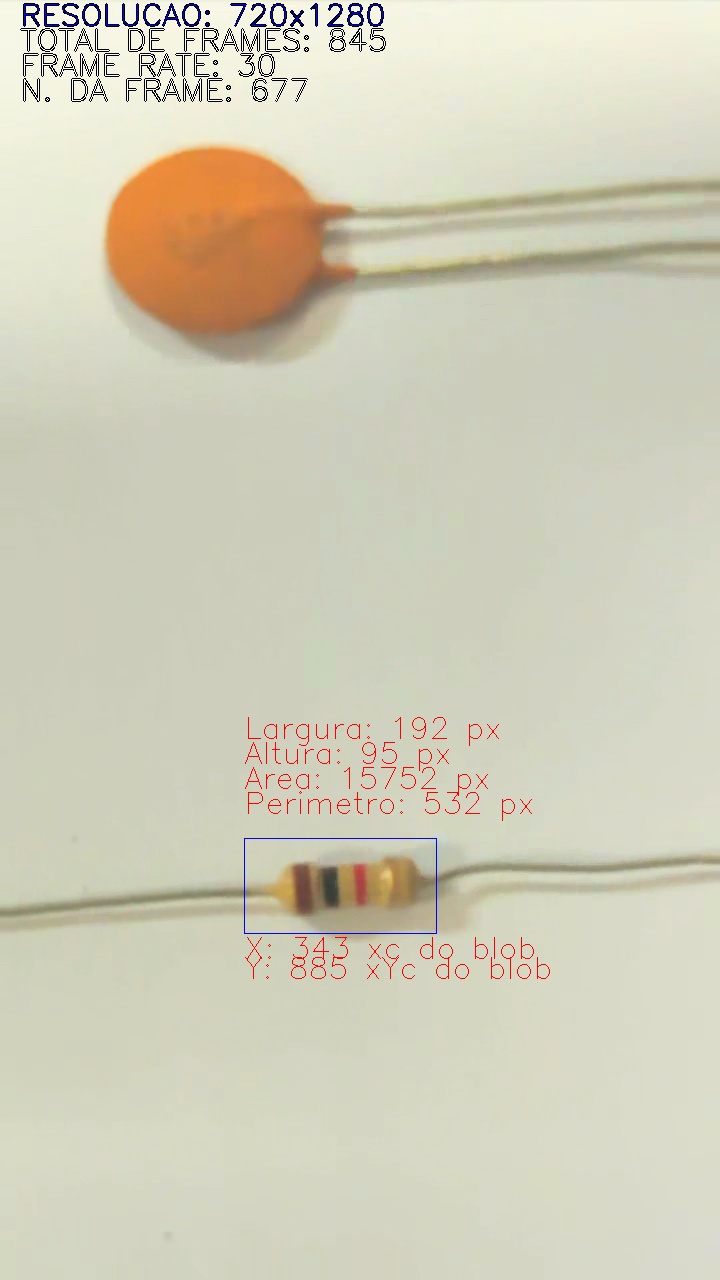 RESOLUCAO: 720x1280
TOTAL DE FRAMES: 845
FRAME RATE: 30
N. DA FRAME: 677
Largura: 192 px
Altura: 95 px
Area: 15752 px
Perimetro: 532 px
X: 343 xc do blob
Y: 885 xYc do blob